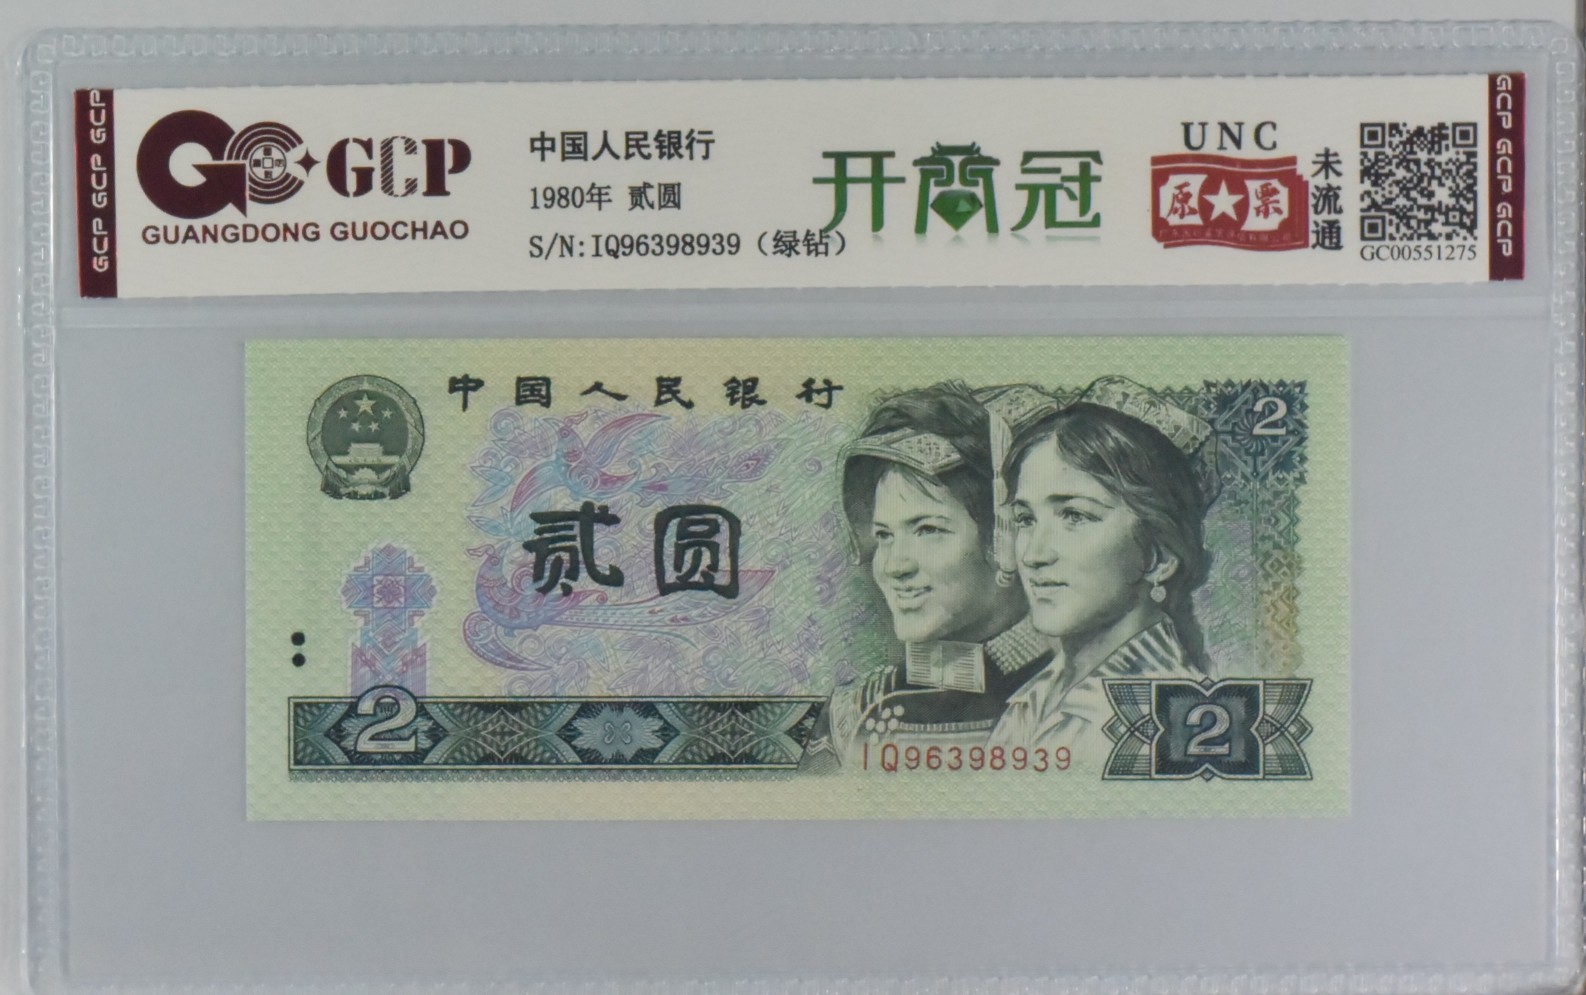 GCP GCP GCP
GCP
GUANGDONG GUOCHAO
中国人民银行
1980年 贰圆
S/N:IQ96398939（绿钻）
开门冠
UNC
原★票
未流通
GC00551275
GCP GCP GCP
中国人民银行
2
贰圆
2
2
IQ96398939